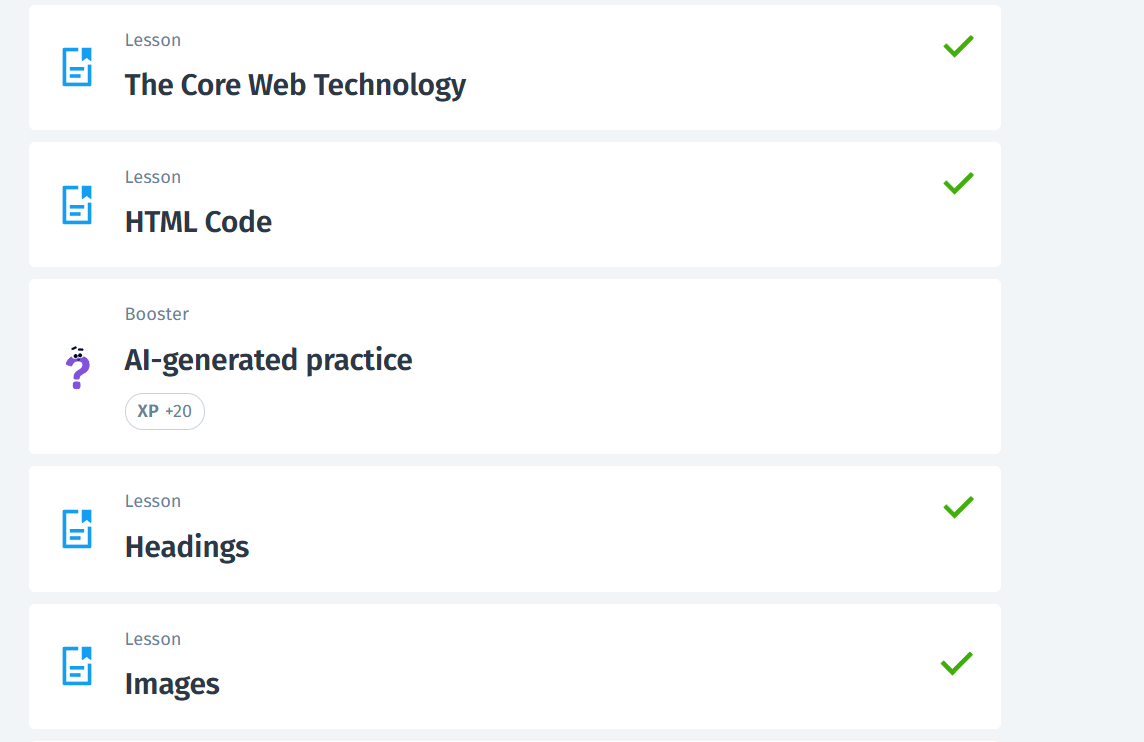 Lesson
The Core Web Technology
Lesson
HTML Code
Booster
AI-generated practice
XP +20
Lesson
Headings
Lesson
Images